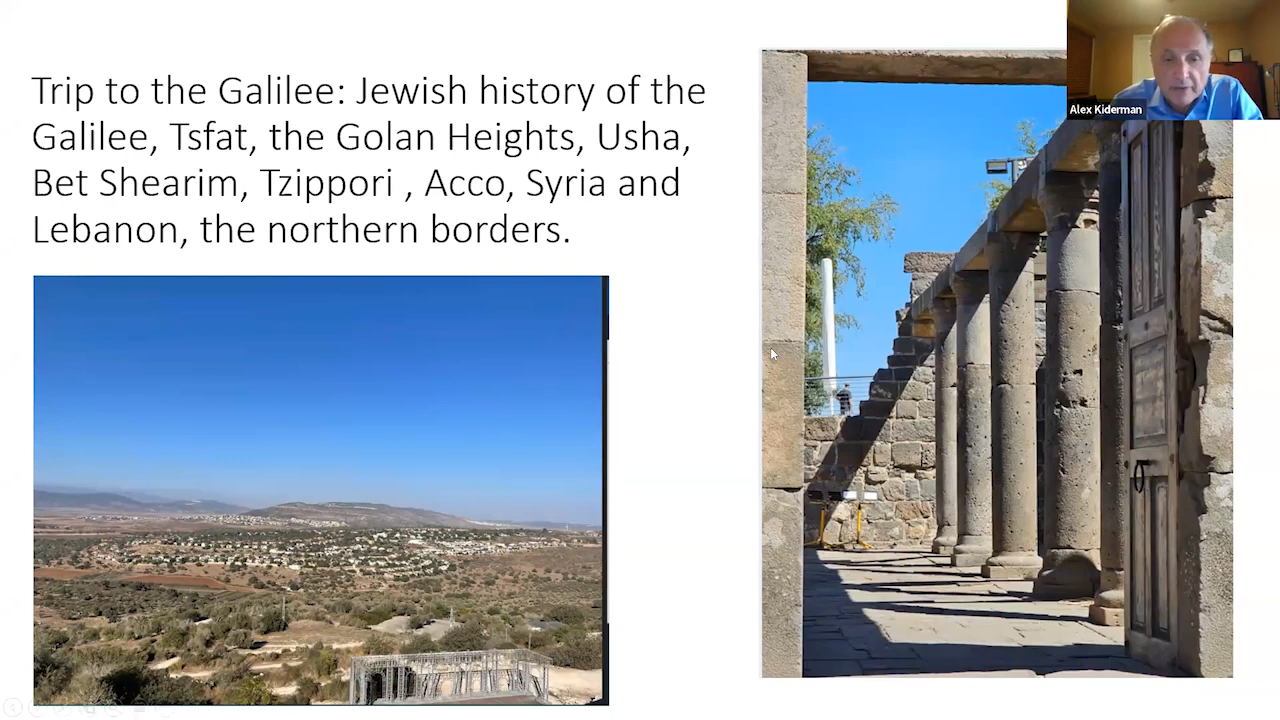 Trip to the Galilee: Jewish history of the
Galilee, Tsfat, the Golan Heights, Usha,
Bet Shearim, Tzippori , Acco, Syria and
Lebanon, the northern borders.
Alex Kiderman